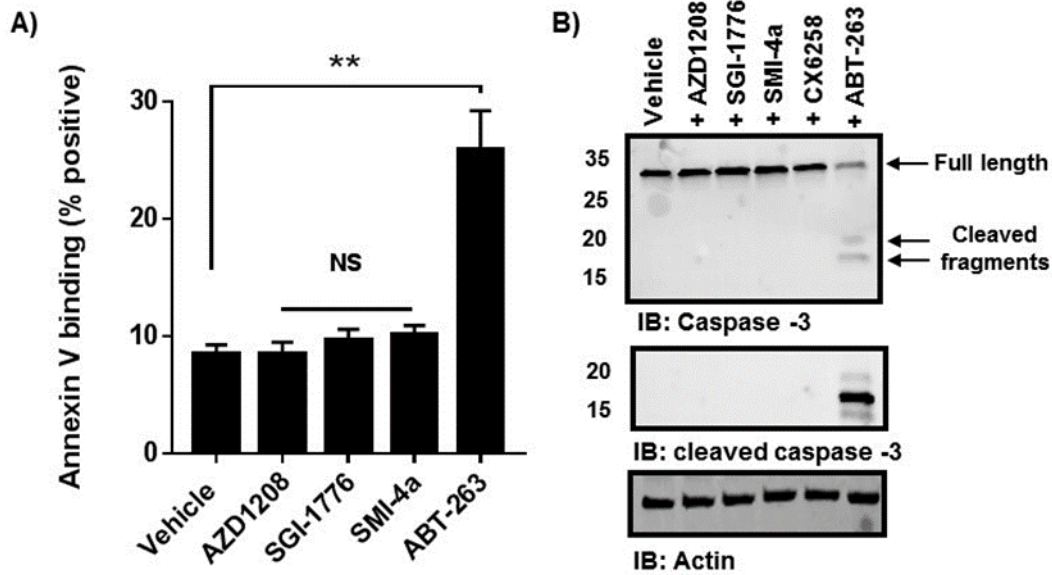 A)
Annexin V binding (% positive)
30
20
10
0
**
NS
Vehicle
AZD1208
SGI-1776
SMI-4a
ABT-263
B)
Vehicle
+ AZD1208
+ SGI-1776
+ SMI-4a
+ CX6258
+ ABT-263
35
25
20
15
Full length
Cleaved
fragments
IB: Caspase -3
20
15
IB: cleaved caspase -3
IB: Actin